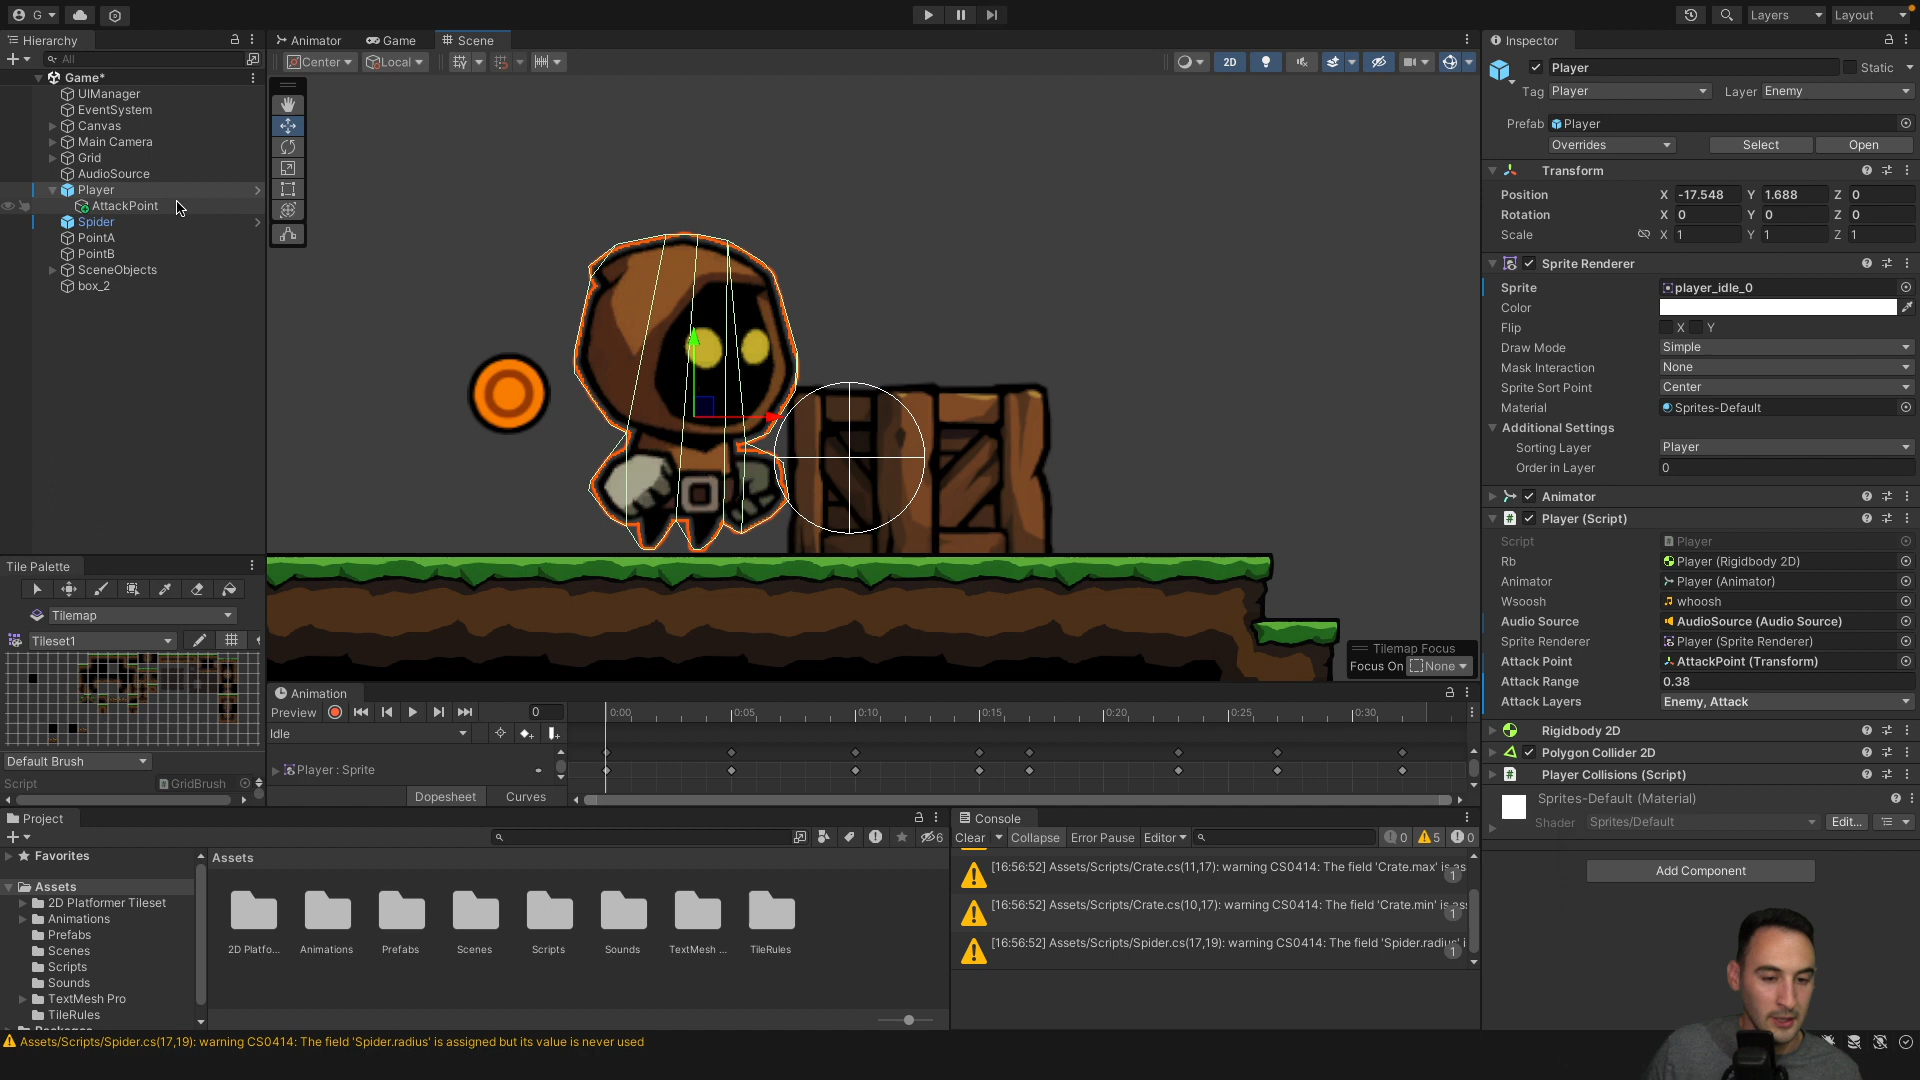 G
Layers
Layout
Hierarchy
All
Game*
UIManager
EventSystem
Canvas
Main Camera
Grid
AudioSource
Player
AttackPoint
Spider
PointA
PointB
SceneObjects
box_2
Tile Palette
Tilemap
Tileset1
Default Brush
Script
GridBrush
Animator
Game
Scene
Center
Local
2D
Tilemap Focus
Focus On
None
Animation
Preview
0
0:00
0:05
0:10
0:15
0:20
0:25
0:30
Idle
Player : Sprite
Dopesheet
Curves
Project
6
Favorites
Assets
2D Platformer Tileset
Animations
Prefabs
Scenes
Scripts
Sounds
TextMesh Pro
TileRules
Assets
2D Platfo...
Animations
Prefabs
Scenes
Scripts
Sounds
TextMesh ...
TileRules
Console
Clear
Collapse
Error Pause
Editor
0
5
0
[16:56:52] Assets/Scripts/Crate.cs(11,17): warning CS0414: The field 'Crate.max' is as
1
[16:56:52] Assets/Scripts/Crate.cs(10,17): warning CS0414: The field 'Crate.min' is ass
1
[16:56:52] Assets/Scripts/Spider.cs(17,19): warning CS0414: The field 'Spider.radius' i
1
Assets/Scripts/Spider.cs(17,19): warning CS0414: The field 'Spider.radius' is assigned but its value is never used
Inspector
Player
Static
Tag
Player
Layer
Enemy
Prefab
Player
Overrides
Select
Open
Transform
Position X -17.548 Y 1.688 Z 0
Rotation X 0 Y 0 Z 0
Scale X 1 Y 1 Z 1
Sprite Renderer
Sprite player_idle_0
Color
Flip X Y
Draw Mode Simple
Mask Interaction None
Sprite Sort Point Center
Material Sprites-Default
Additional Settings
Sorting Layer Player
Order in Layer 0
Animator
Player (Script)
Script Player
Rb Player (Rigidbody 2D)
Animator Player (Animator)
Wsoosh whoosh
Audio Source AudioSource (Audio Source)
Sprite Renderer Player (Sprite Renderer)
Attack Point AttackPoint (Transform)
Attack Range 0.38
Attack Layers Enemy, Attack
Rigidbody 2D
Polygon Collider 2D
Player Collisions (Script)
Sprites-Default (Material)
Shader Sprites/Default
Edit...
Add Component